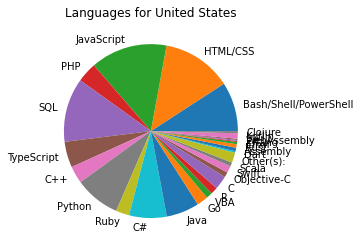 Languages for United States
JavaScript
HTML/CSS
PHP
Bash/Shell/PowerShell
SQL
TypeScript
C++
Python
Ruby
C#
Java
Go
VBA
R
C
Objective-C
Swift
Scala
Other(s):
Assembly
Dart
Clojure